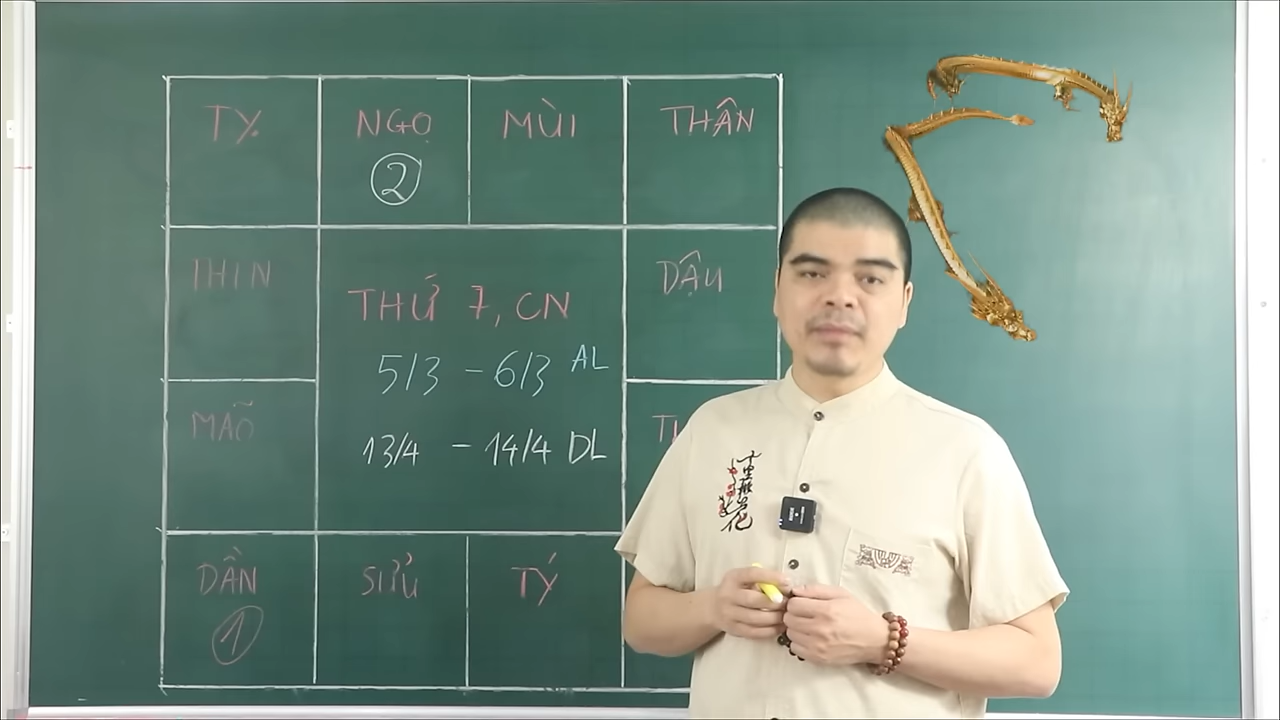 TỴ NGỌ MÙI THÂN
②
THÌN
DẬU
THỨ 7, CN
5/3 - 6/3 AL
MÃO
13/4 - 14/4 DL
DẦN SỬU TÝ
①